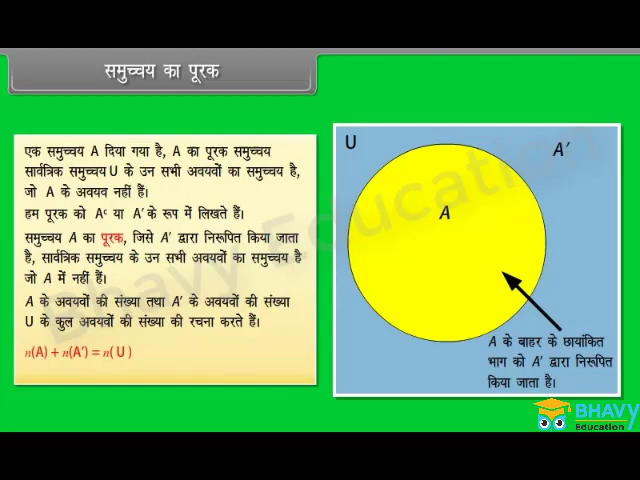 समुच्चय का पूरक
एक समुच्चय A दिया गया है, A का पूरक समुच्चय
सार्वत्रिक समुच्चय U के उन सभी अवयवों का समुच्चय है,
जो A के अवयव नहीं हैं।
हम पूरक को Aᶜ या A′ के रूप में लिखते हैं।
समुच्चय A का पूरक, जिसे A′ द्वारा निरूपित किया जाता
है, सार्वत्रिक समुच्चय के उन सभी अवयवों का समुच्चय है
जो A में नहीं हैं।
A के अवयवों की संख्या तथा A′ के अवयवों की संख्या
U के कुल अवयवों की संख्या की रचना करते हैं।
n(A) + n(A′) = n( U )
U
A′
A
A के बाहर के छायांकित
भाग को A′ द्वारा निरूपित
किया जाता है।
Bhavy Education
BHAVY
Education